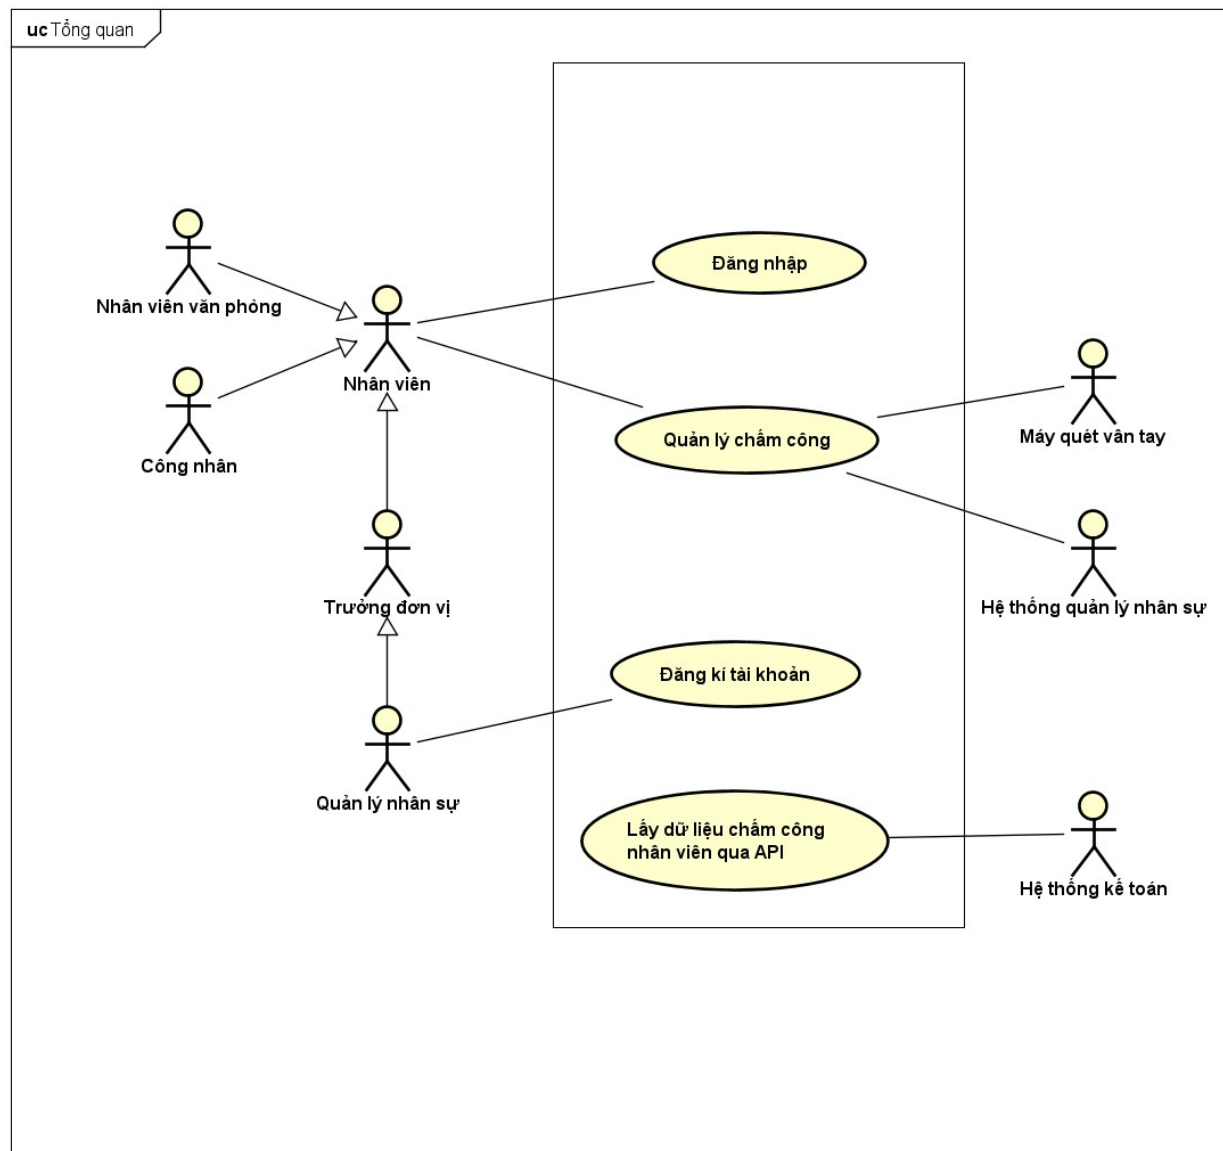 uc Tổng quan
Đăng nhập
Nhân viên văn phòng
Nhân viên
Máy quét vân tay
Quản lý chấm công
Công nhân
Trưởng đơn vị
Hệ thống quản lý nhân sự
Đăng kí tài khoản
Quản lý nhân sự
Lấy dữ liệu chấm công
nhân viên qua API
Hệ thống kế toán